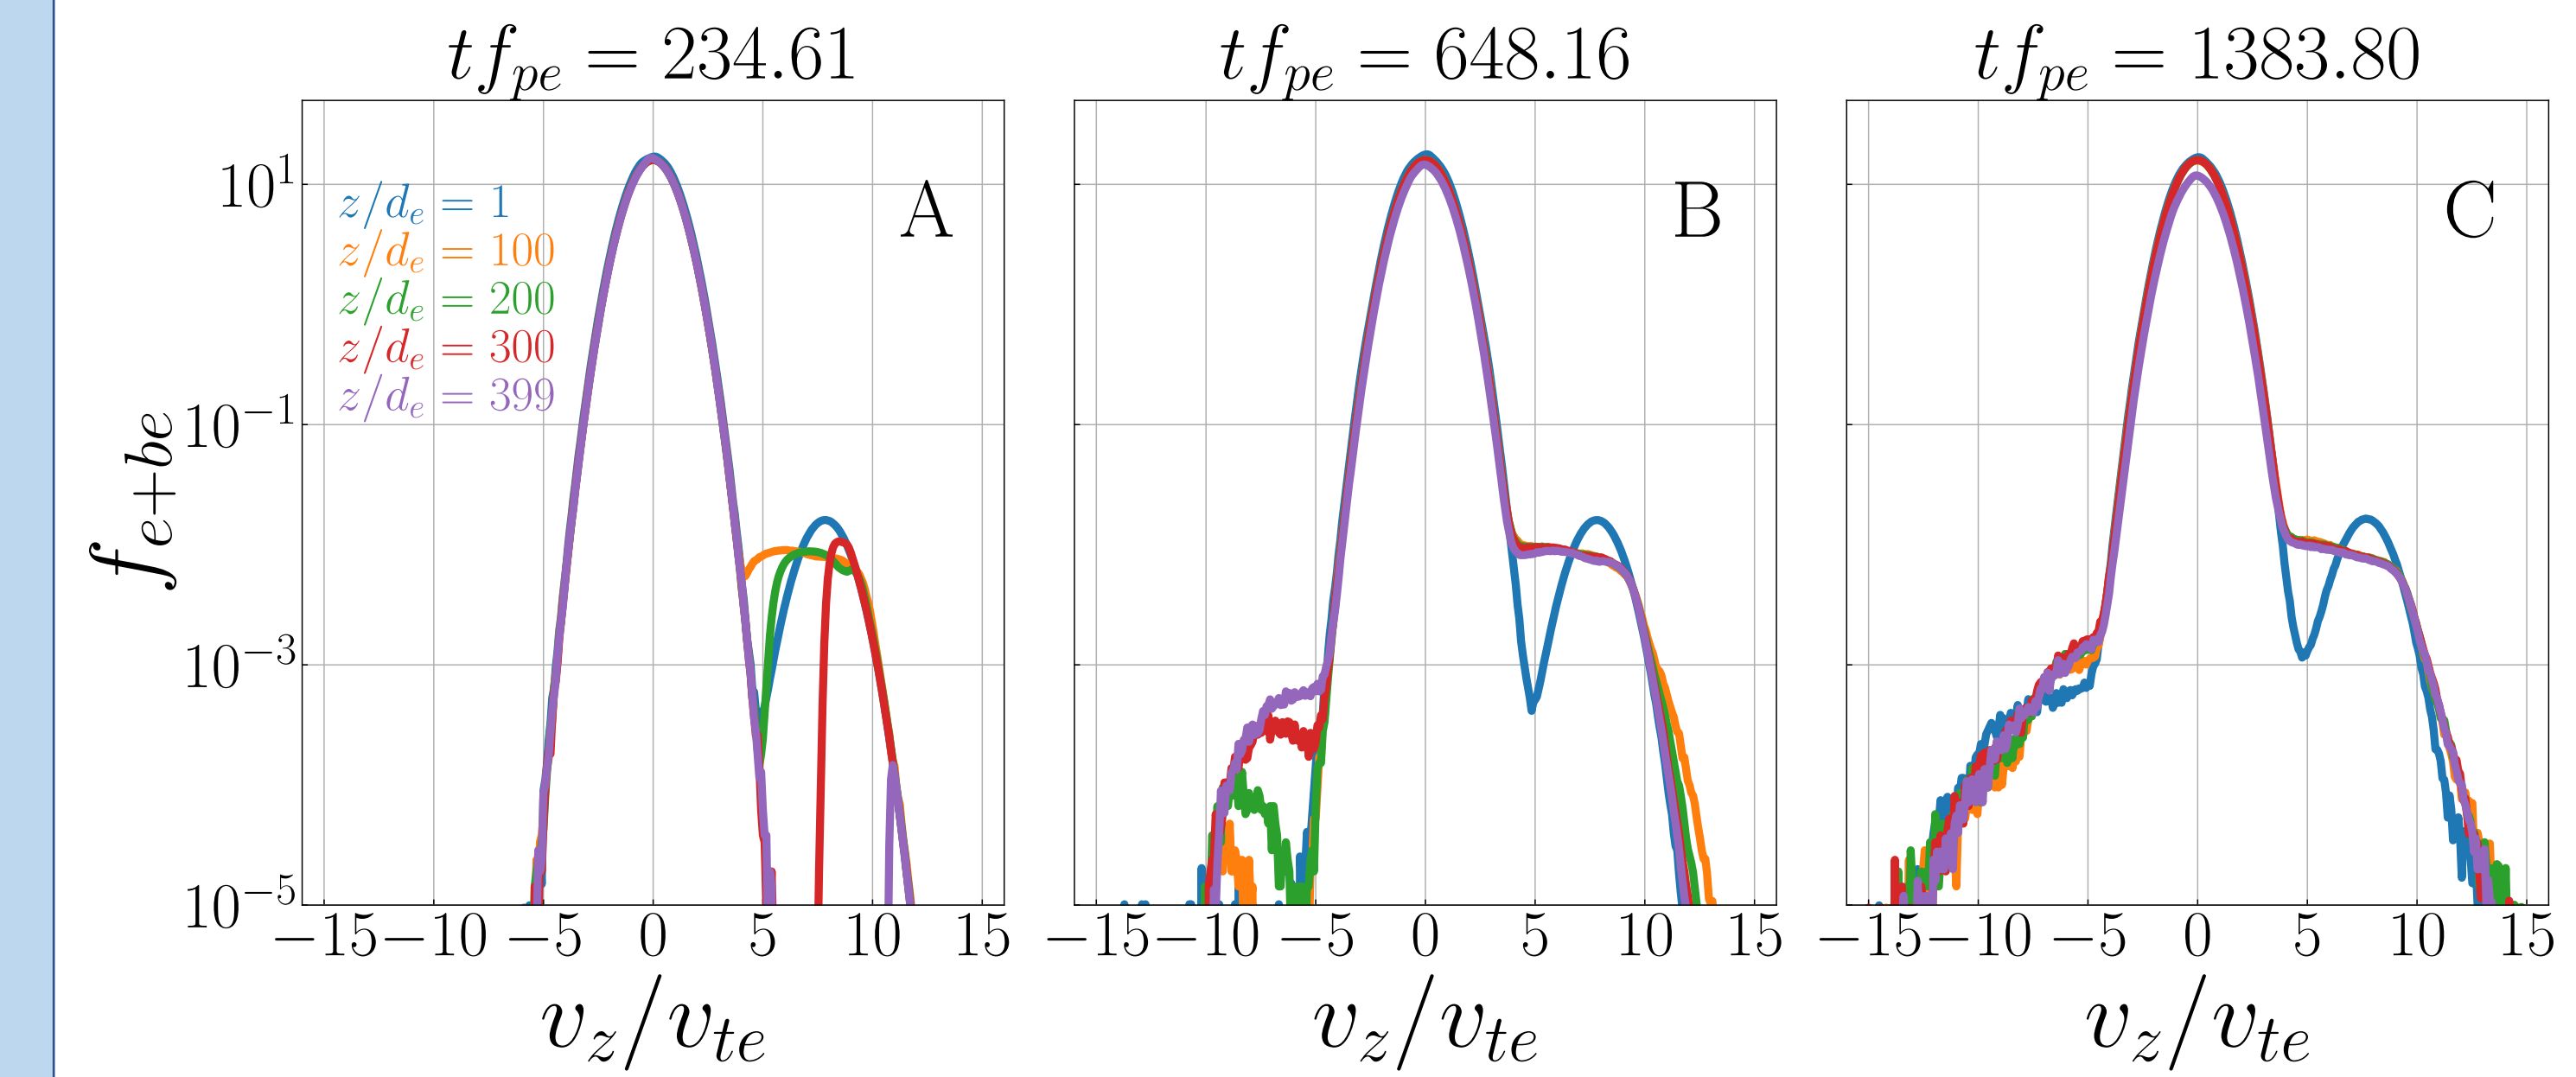 tf_{pe} = 234.61
tf_{pe} = 648.16
tf_{pe} = 1383.80
f_{e+be}
10^1
10^{-1}
10^{-3}
10^{-5}
z/d_e = 1
z/d_e = 100
z/d_e = 200
z/d_e = 300
z/d_e = 399
A
B
C
−15 −10 −5 0 5 10 15
−15 −10 −5 0 5 10 15
−15 −10 −5 0 5 10 15
v_z/v_{te}
v_z/v_{te}
v_z/v_{te}